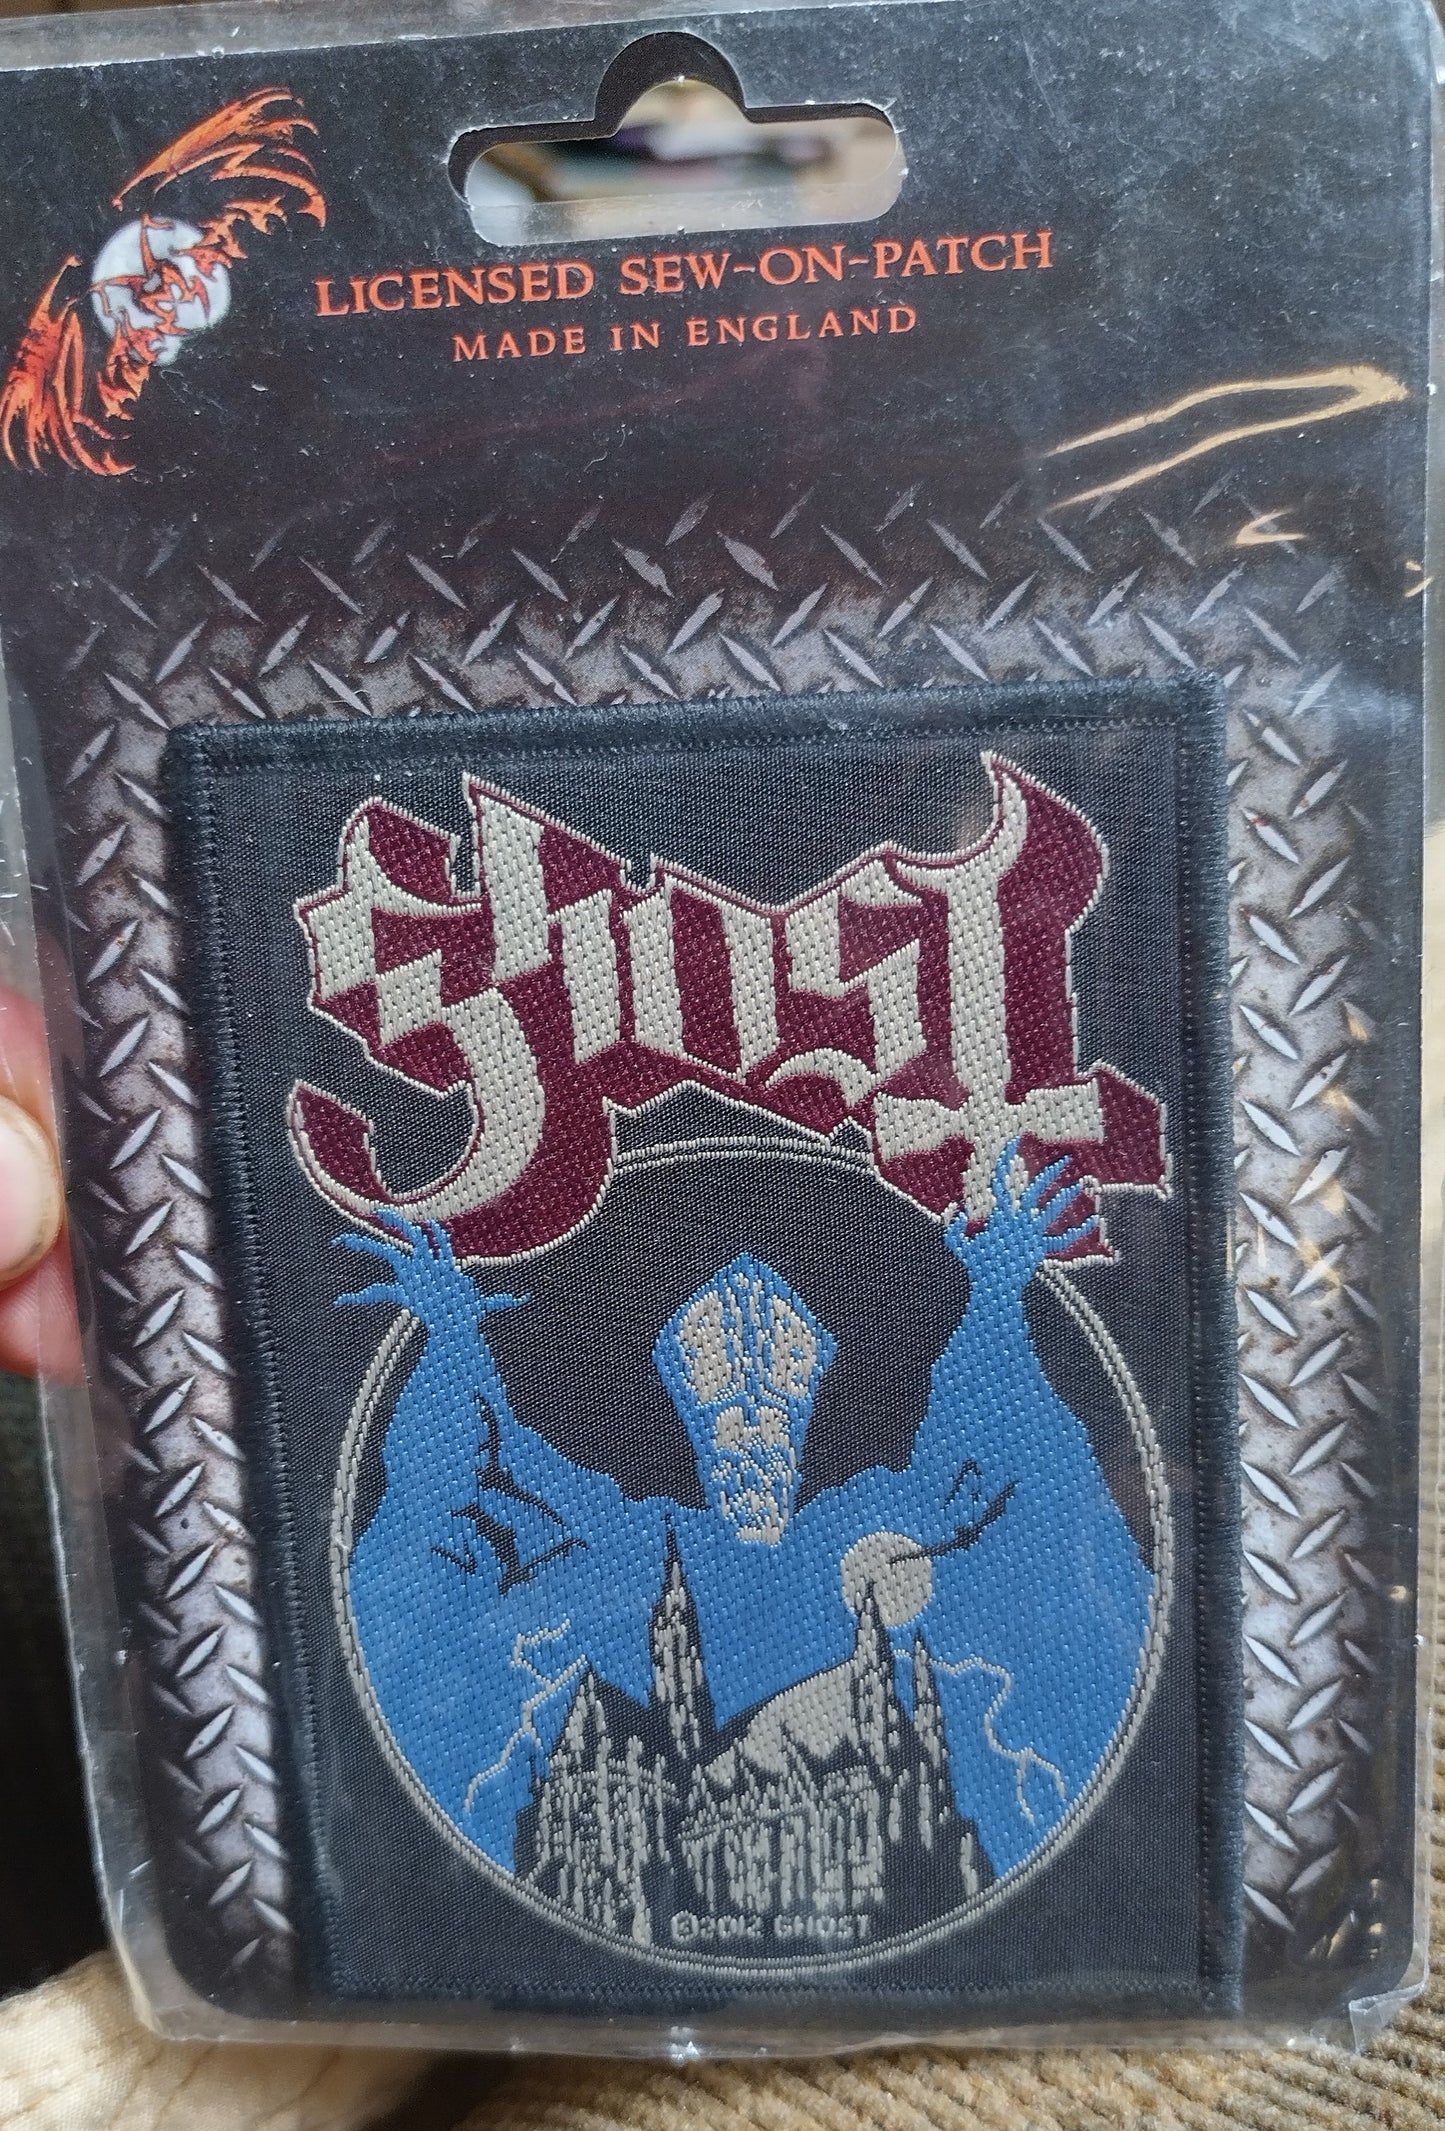 LICENSED SEW-ON-PATCH
MADE IN ENGLAND
Ghost
©2012 GHOST